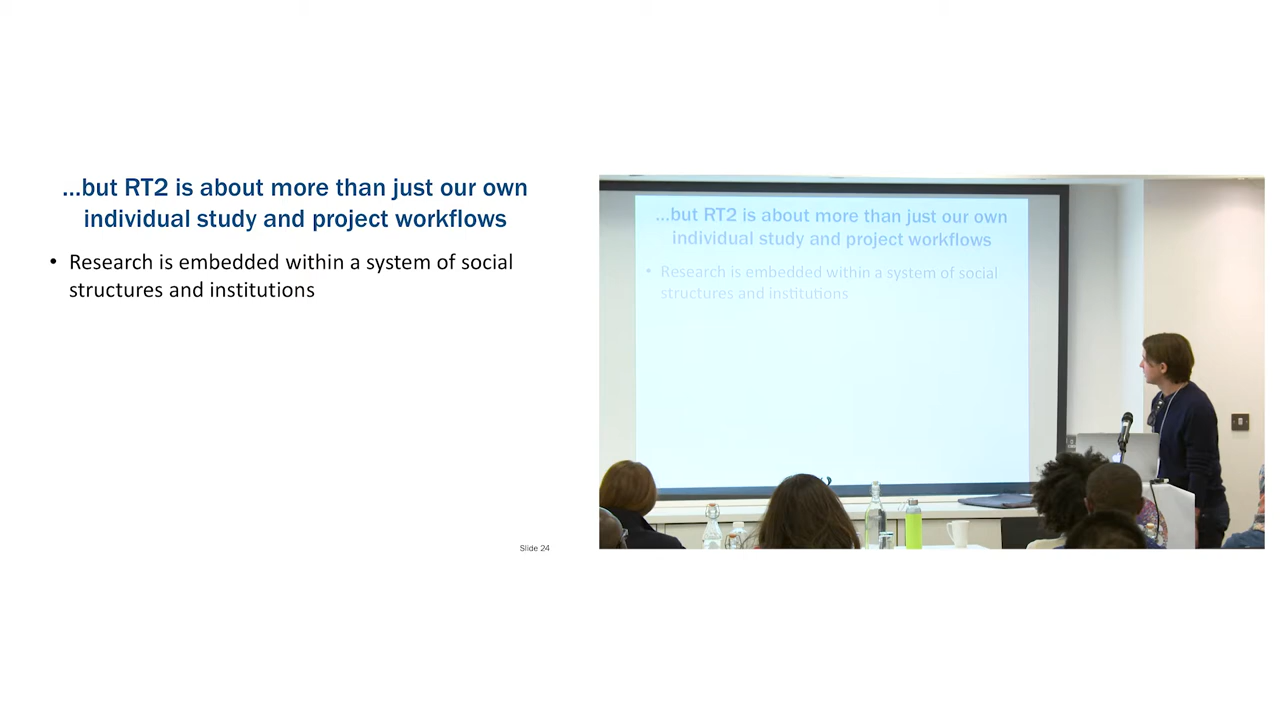 ...but RT2 is about more than just our own
individual study and project workflows
• Research is embedded within a system of social
structures and institutions
Slide 24
...but RT2 is about more than just our own
individual study and project workflows
• Research is embedded within a system of social
structures and institutions